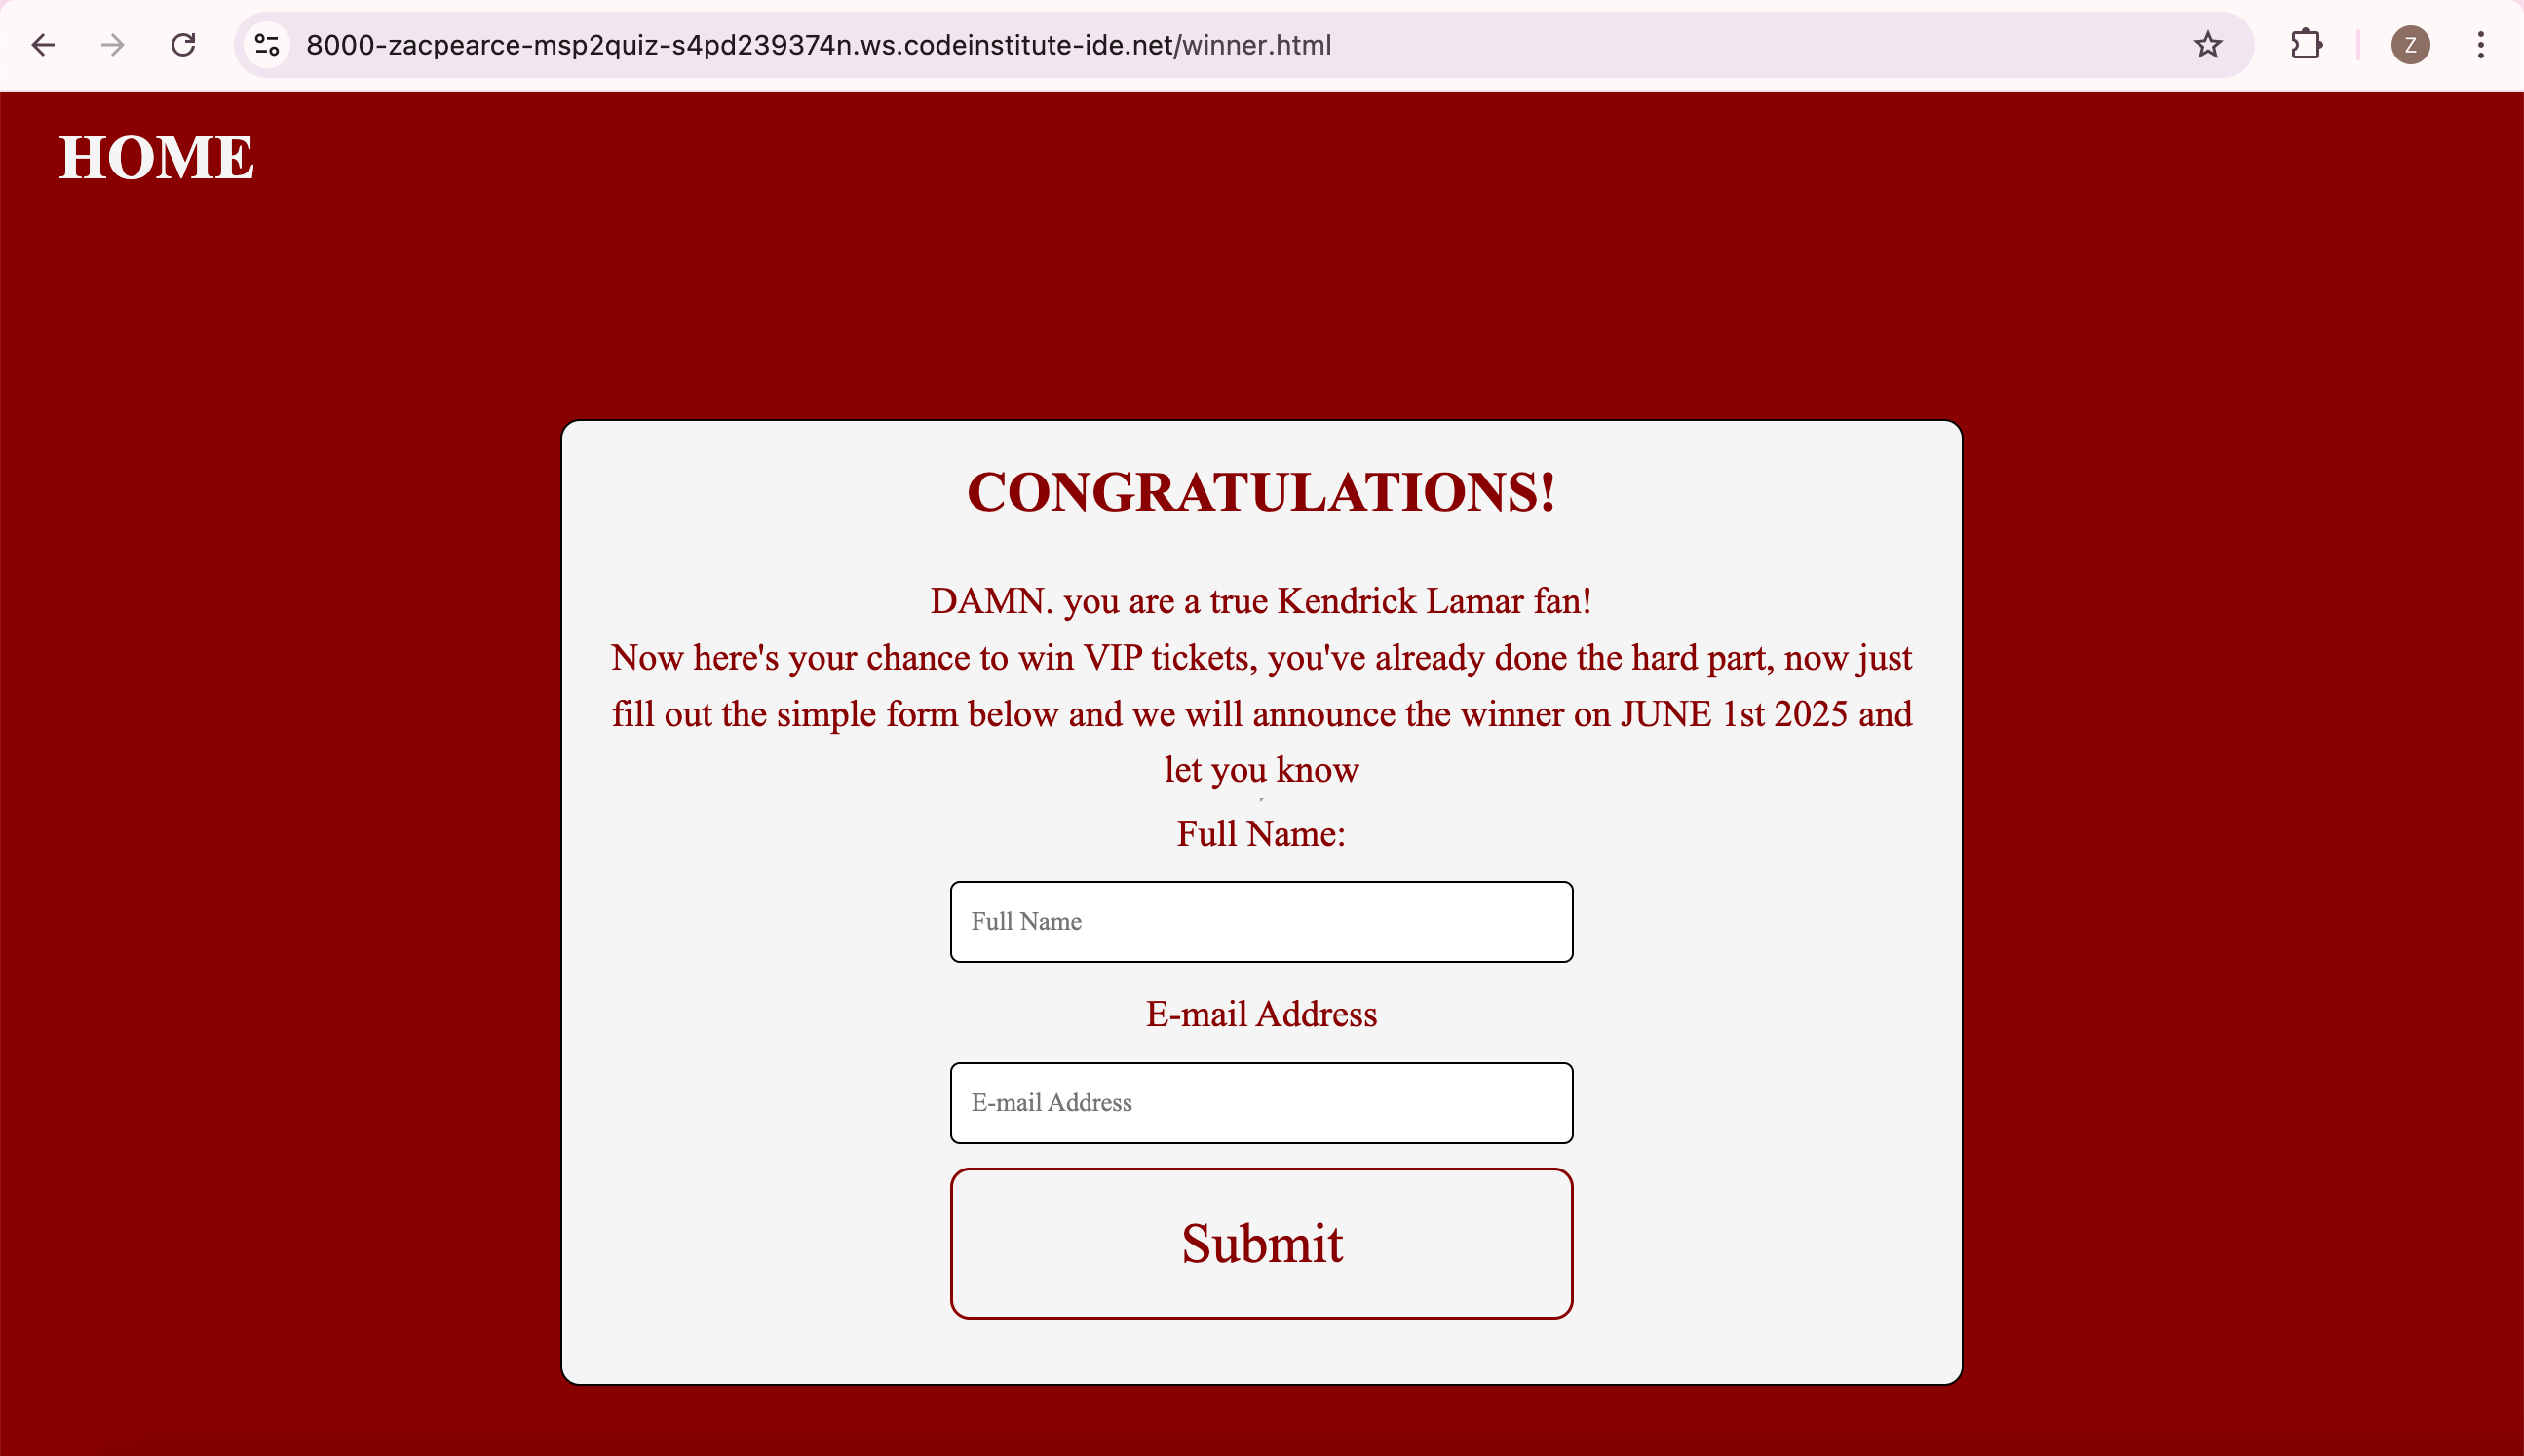 8000-zacpearce-msp2quiz-s4pd239374n.ws.codeinstitute-ide.net/winner.html
Z
HOME
CONGRATULATIONS!
DAMN. you are a true Kendrick Lamar fan!
Now here's your chance to win VIP tickets, you've already done the hard part, now just
fill out the simple form below and we will announce the winner on JUNE 1st 2025 and
let you know
Full Name:
Full Name
E-mail Address
E-mail Address
Submit